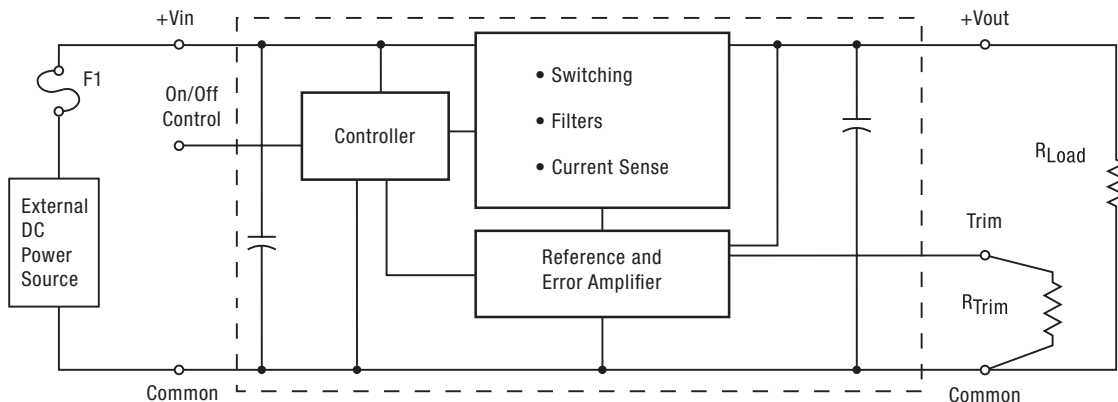 +Vin
+Vout
F1
On/Off
Control
• Switching
• Filters
• Current Sense
Controller
RLoad
External
DC
Power
Source
Trim
Reference and
Error Amplifier
RTrim
Common
Common